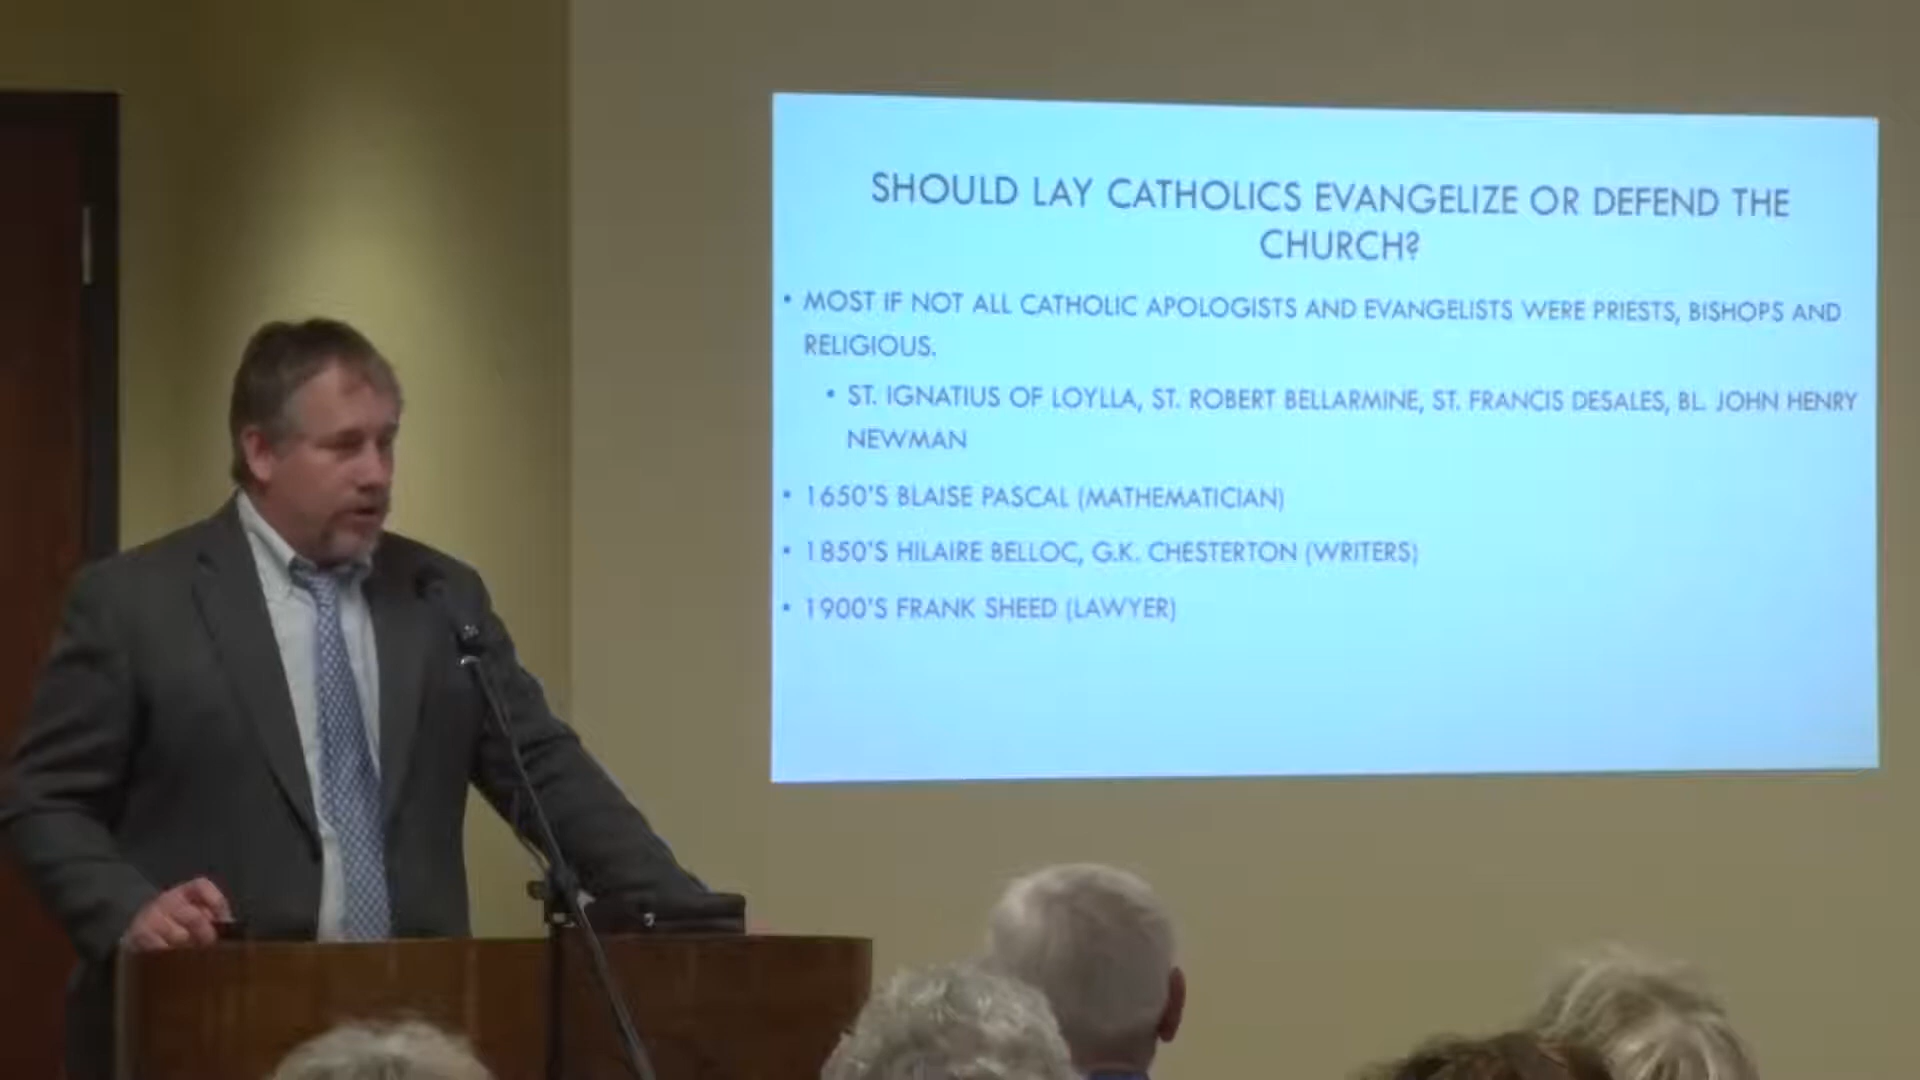 SHOULD LAY CATHOLICS EVANGELIZE OR DEFEND THE
CHURCH?
• MOST IF NOT ALL CATHOLIC APOLOGISTS AND EVANGELISTS WERE PRIESTS, BISHOPS AND
RELIGIOUS.
• ST. IGNATIUS OF LOYLLA, ST. ROBERT BELLARMINE, ST. FRANCIS DESALES, BL. JOHN HENRY
NEWMAN
• 1650'S BLAISE PASCAL (MATHEMATICIAN)
• 1850'S HILAIRE BELLOC, G.K. CHESTERTON (WRITERS)
• 1900'S FRANK SHEED (LAWYER)